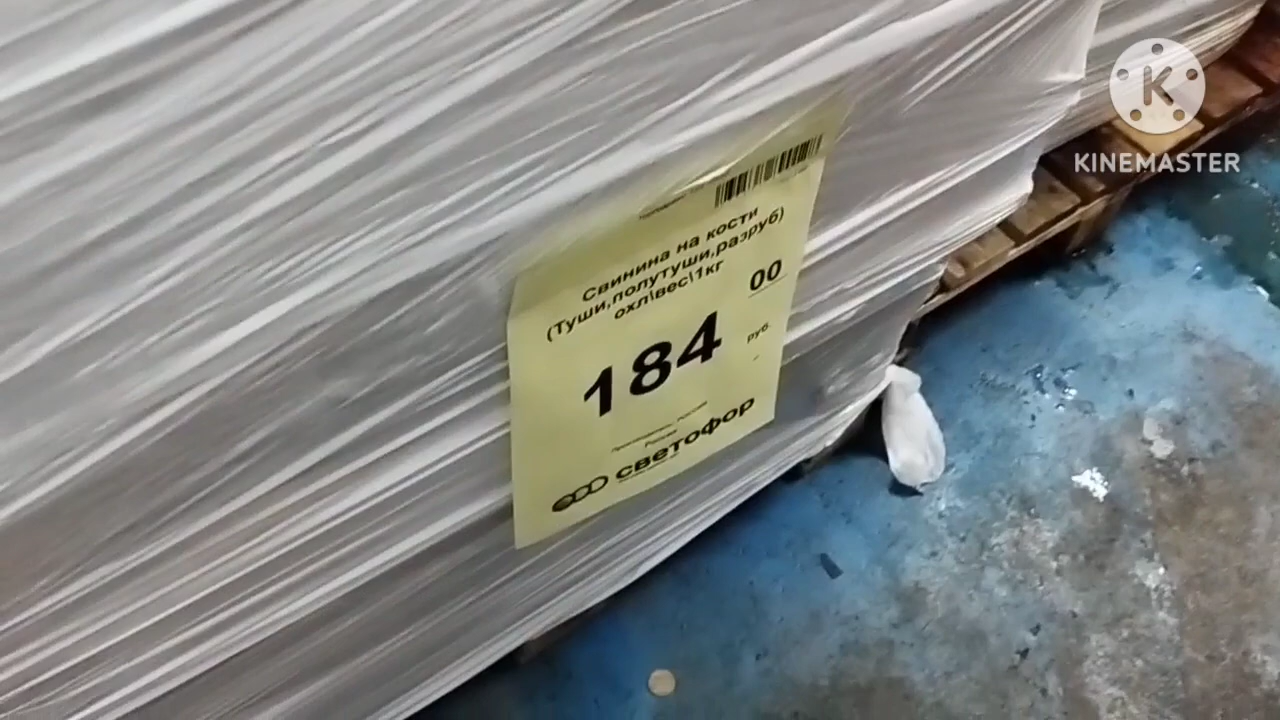 Свинина на кости
(Туши,полутуши,разруб)
охл\вес\1кг
184
00
руб.
светофор
KINEMASTER